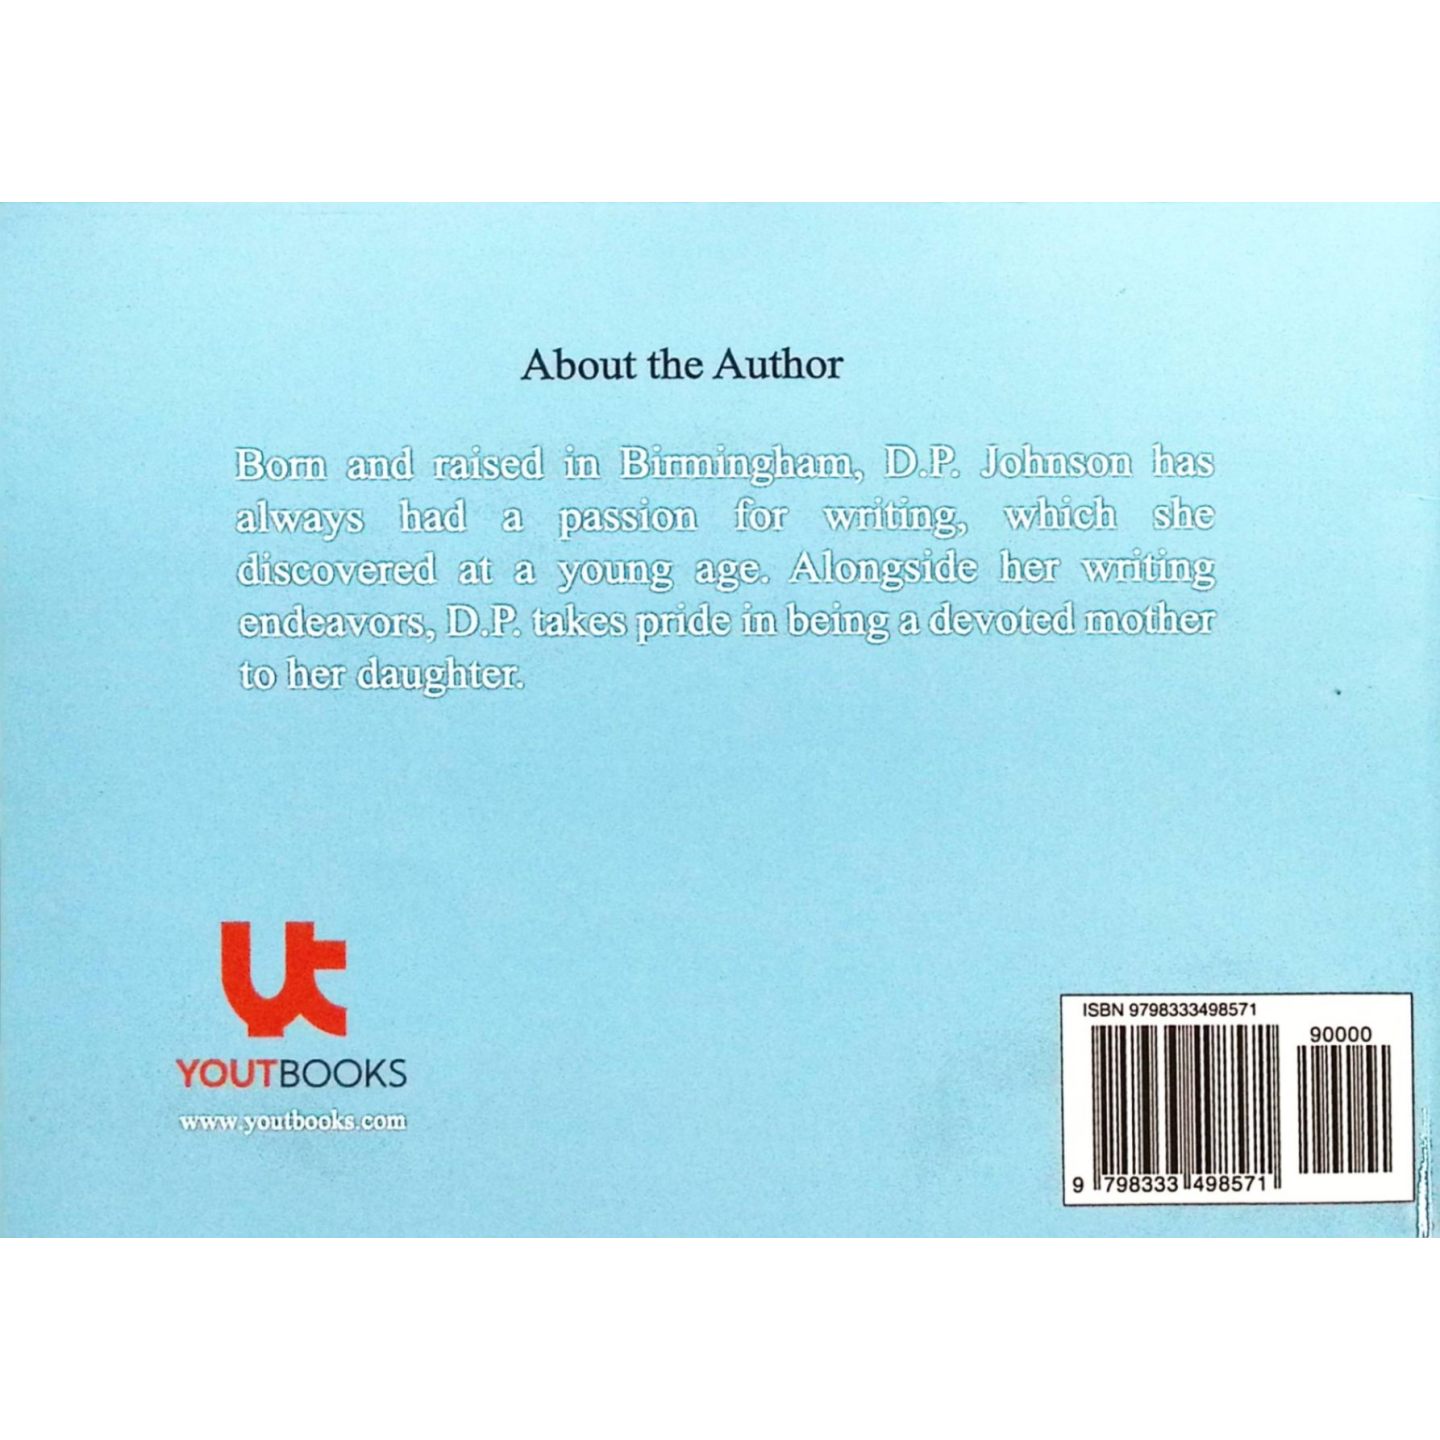 About the Author
Born and raised in Birmingham, D.P. Johnson has
always had a passion for writing, which she
discovered at a young age. Alongside her writing
endeavors, D.P. takes pride in being a devoted mother
to her daughter.
yt
YOUTBOOKS
www.youtbooks.com
ISBN 9798333498571
90000
9 798333 498571